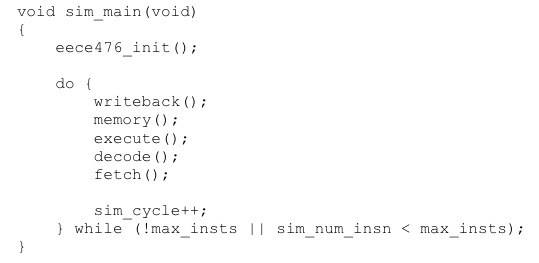 void sim_main(void)
{
    eece476_init();

    do {
        writeback();
        memory();
        execute();
        decode();
        fetch();

        sim_cycle++;
    } while (!max_insts || sim_num_insn < max_insts);
}